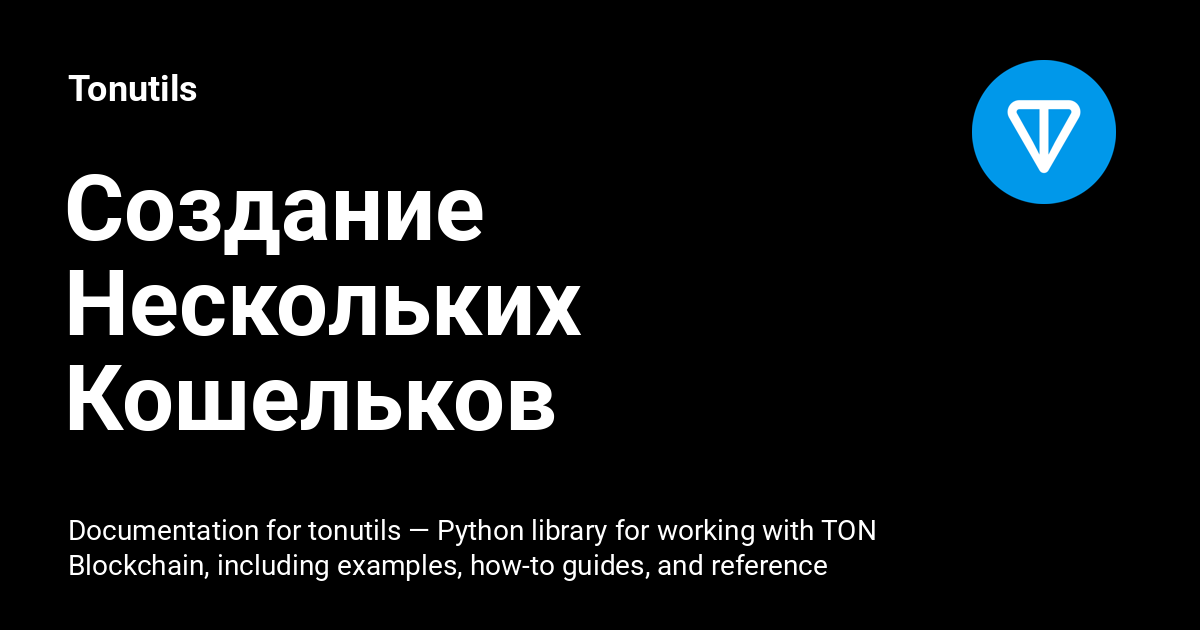 Tonutils
Создание
Нескольких
Кошельков
Documentation for tonutils — Python library for working with TON
Blockchain, including examples, how-to guides, and reference